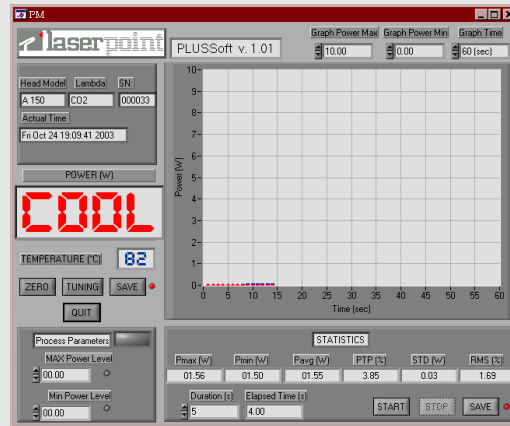 PM
laserpoint
PLUSSoft v. 1.01
Graph Power Max Graph Power Min Graph Time
10.00 0.00 60 (sec)
Head Model Lambda SN:
A 150 CO2 000033
Actual Time
Fri Oct 24 19:09:41 2003
POWER (W)
COOL
TEMPERATURE (°C) 82
ZERO TUNING SAVE
QUIT
Power (W)
10
9
8
7
6
5
4
3
2
1
0
0 5 10 15 20 25 30 35 40 45 50 55 60
Time (sec)
Process Parameters
MAX Power Level
00.00
Min Power Level
00.00
STATISTICS
Pmax (W) Pmin (W) Pavg (W) PTP (%) STD (W) RMS (%)
01.56 01.50 01.55 3.85 0.03 1.69
Duration (s) Elapsed Time (s)
5 4.00
START STOP SAVE